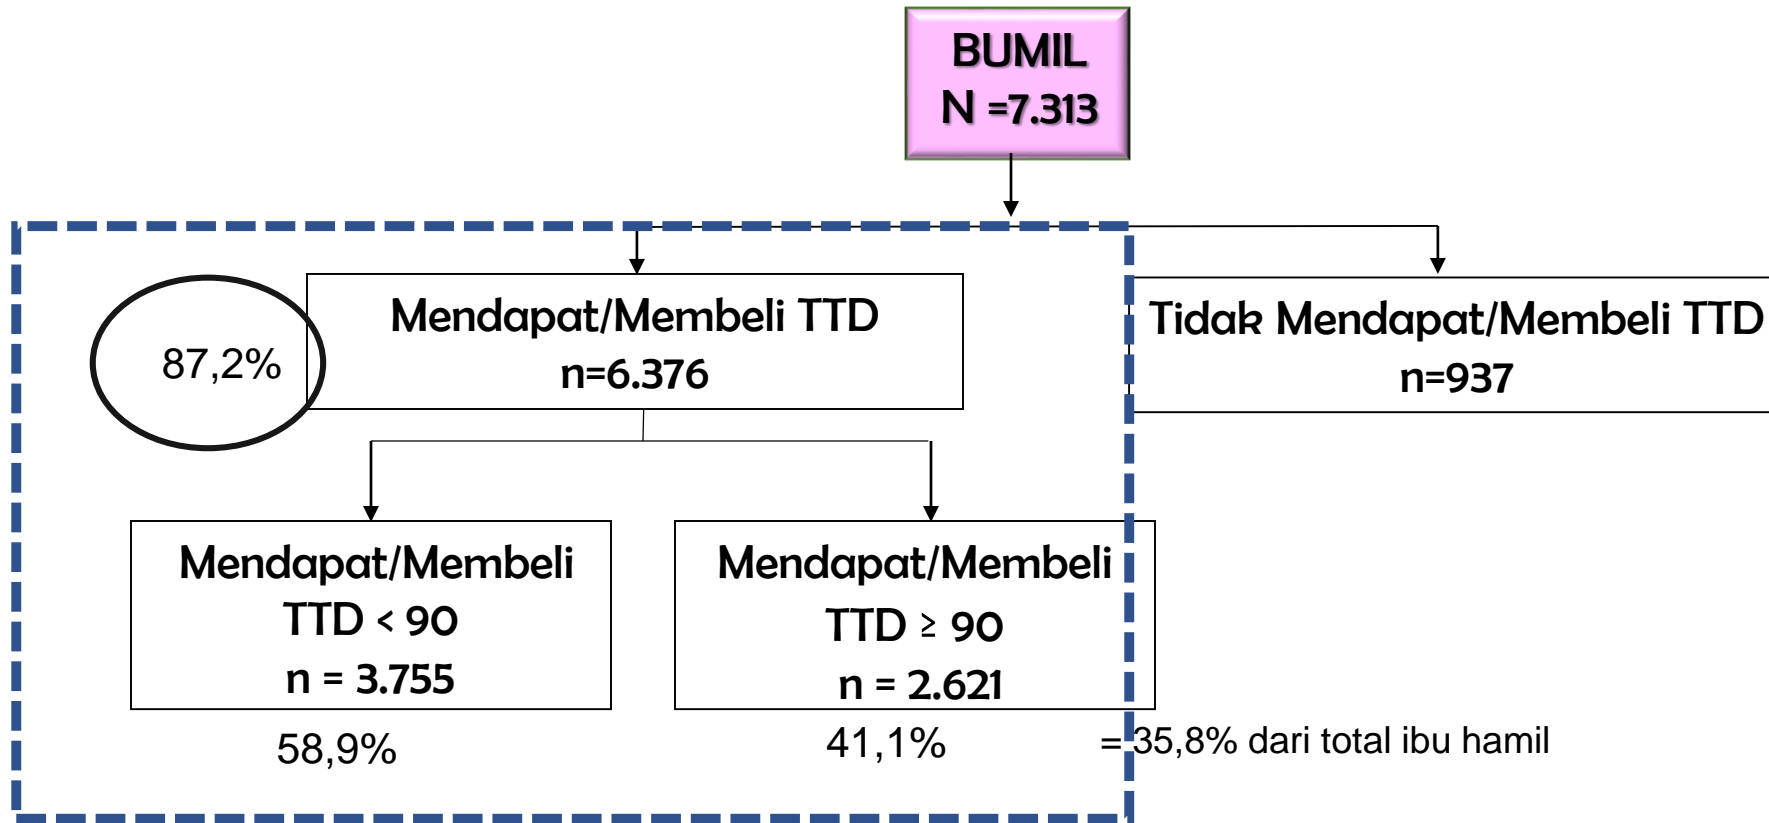 BUMIL
N =7.313
87,2%
Mendapat/Membeli TTD
n=6.376
Tidak Mendapat/Membeli TTD
n=937
Mendapat/Membeli
TTD < 90
n = 3.755
Mendapat/Membeli
TTD ≥ 90
n = 2.621
58,9%
41,1%
= 35,8% dari total ibu hamil